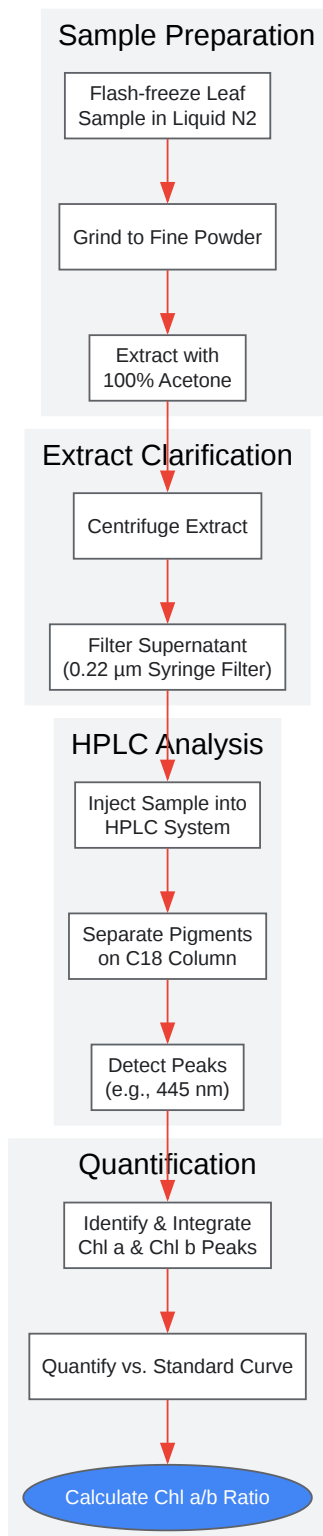 Sample Preparation
Flash-freeze Leaf
Sample in Liquid N2
Grind to Fine Powder
Extract with
100% Acetone
Extract Clarification
Centrifuge Extract
Filter Supernatant
(0.22 µm Syringe Filter)
HPLC Analysis
Inject Sample into
HPLC System
Separate Pigments
on C18 Column
Detect Peaks
(e.g., 445 nm)
Quantification
Identify & Integrate
Chl a & Chl b Peaks
Quantify vs. Standard Curve
Calculate Chl a/b Ratio